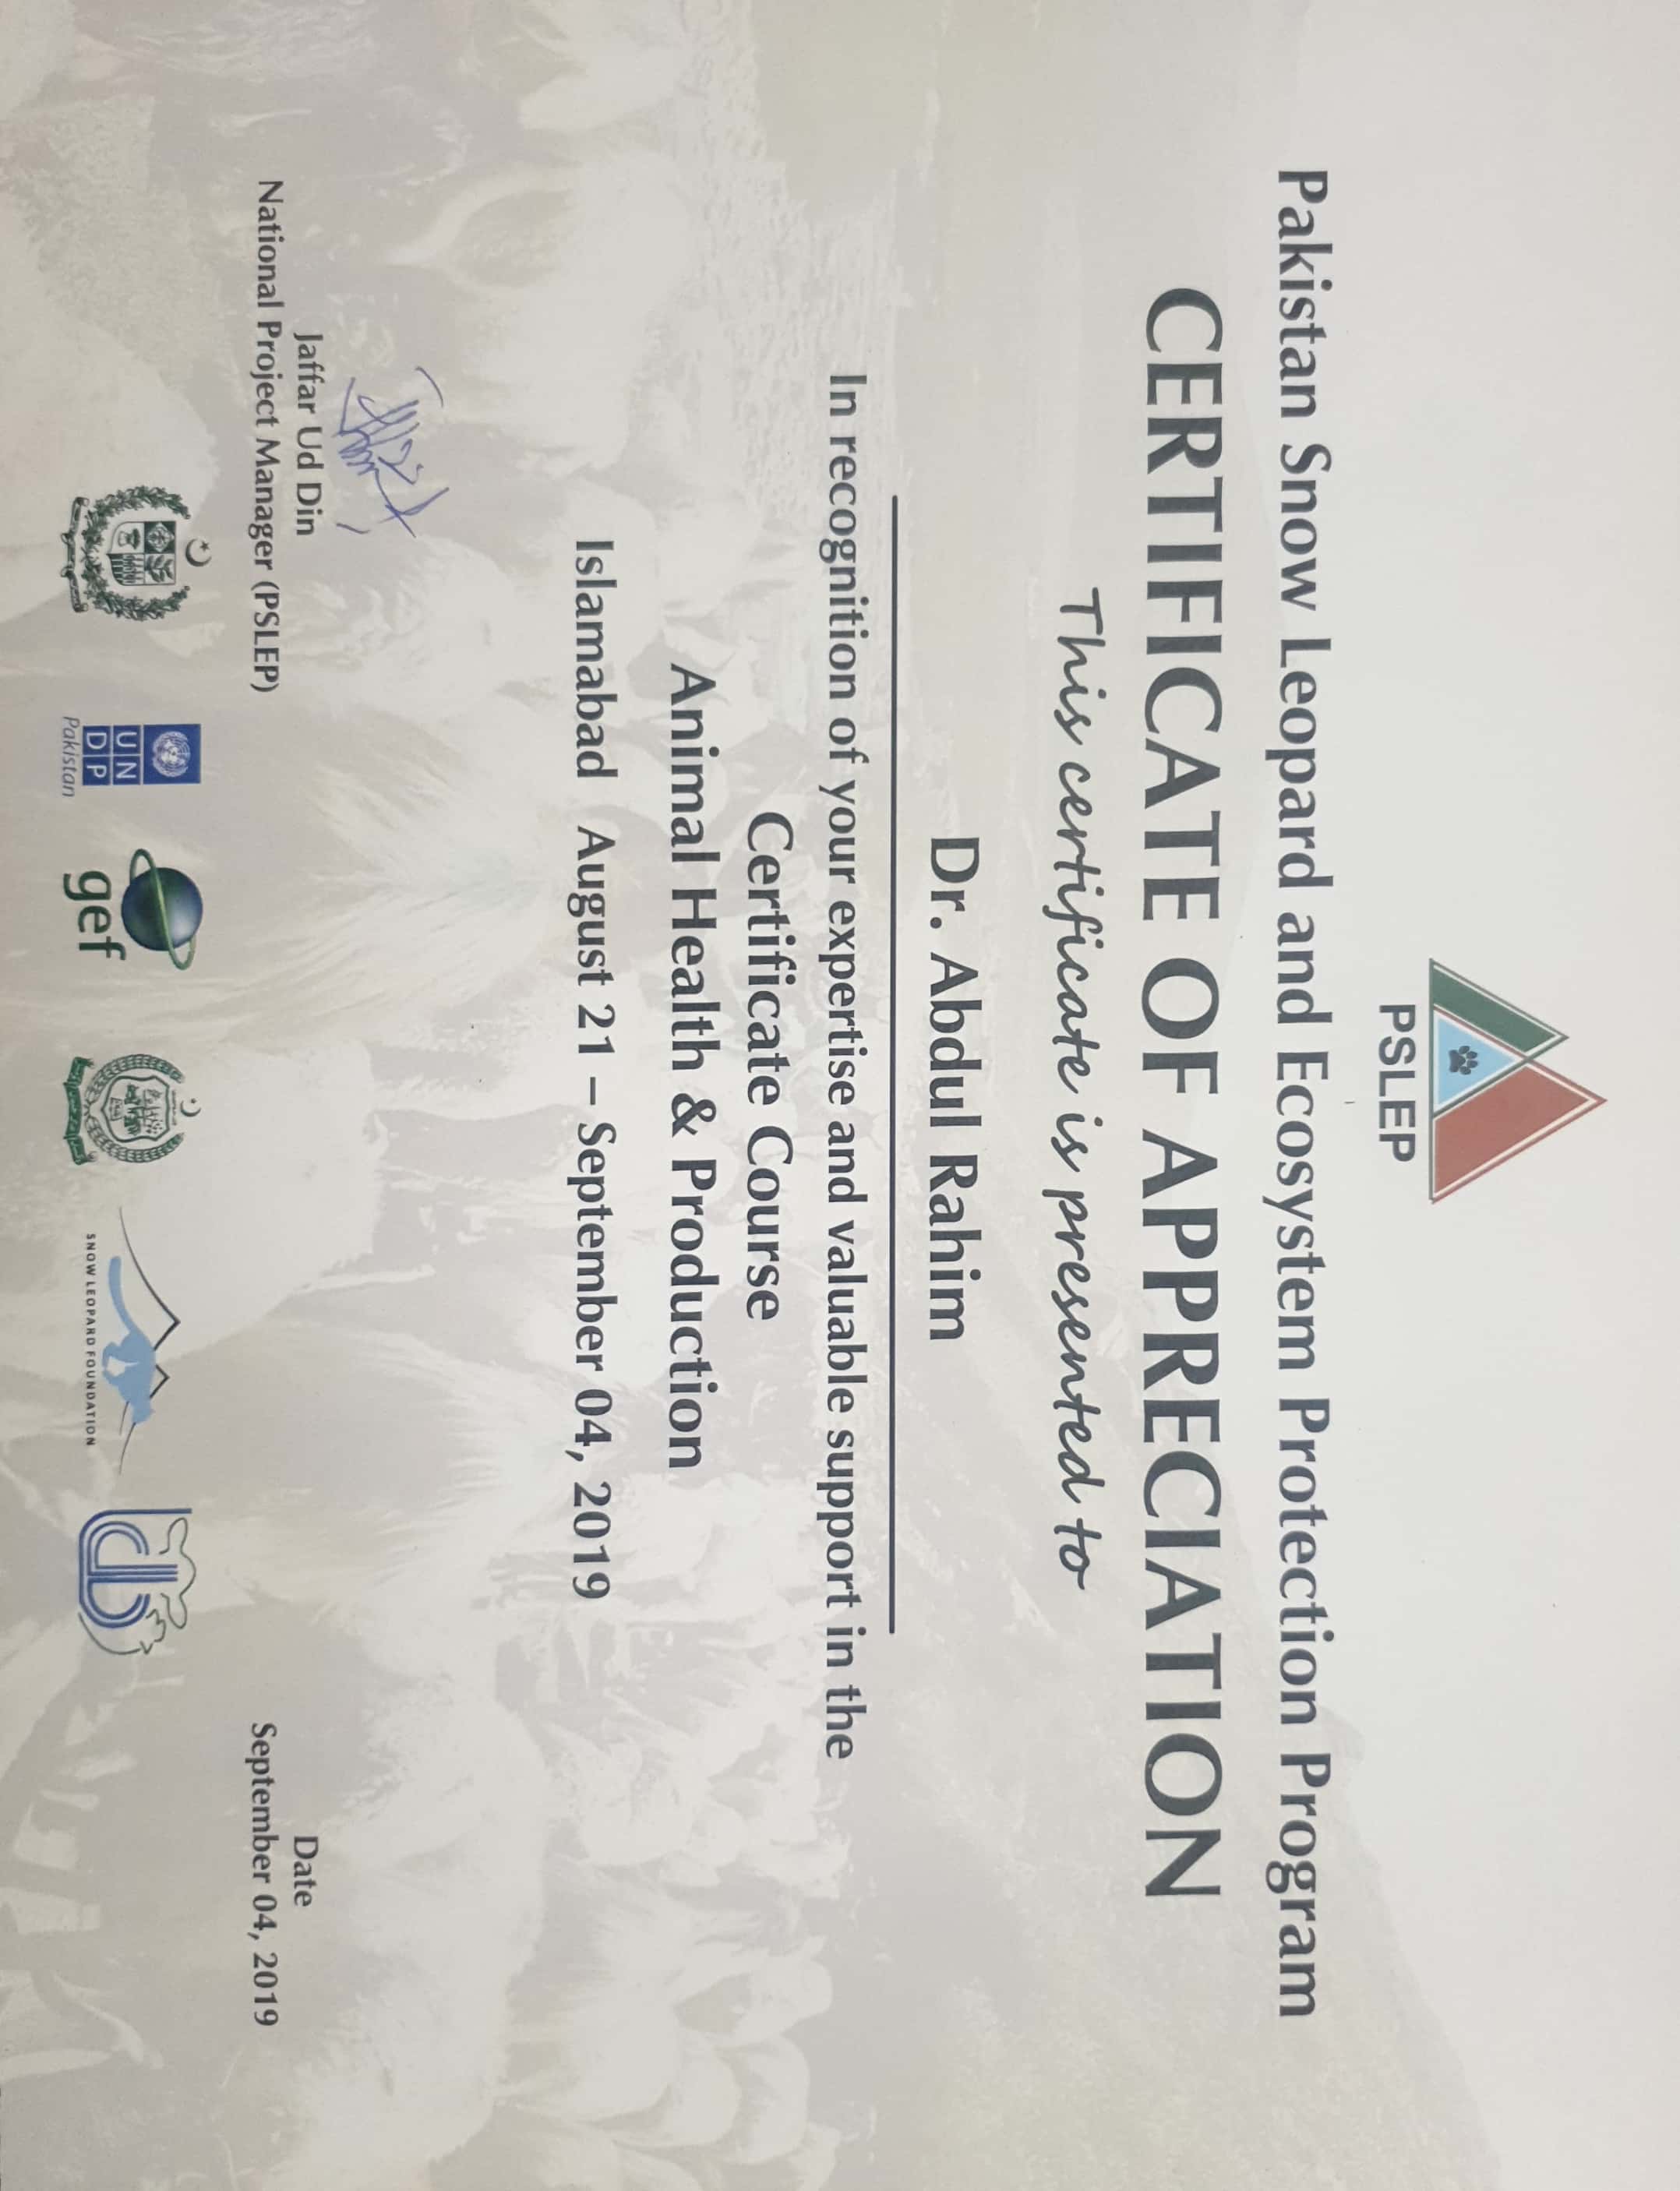 PSLEP
Pakistan Snow Leopard and Ecosystem Protection Program
CERTIFICATE OF APPRECIATION
This certificate is presented to
Dr. Abdul Rahim
In recognition of your expertise and valuable support in the
Certificate Course
Animal Health & Production
Islamabad August 21 – September 04, 2019
Jaffar Ud Din
National Project Manager (PSLEP)
Date
September 04, 2019
UN
DP
Pakistan
gef
SNOW LEOPARD FOUNDATION